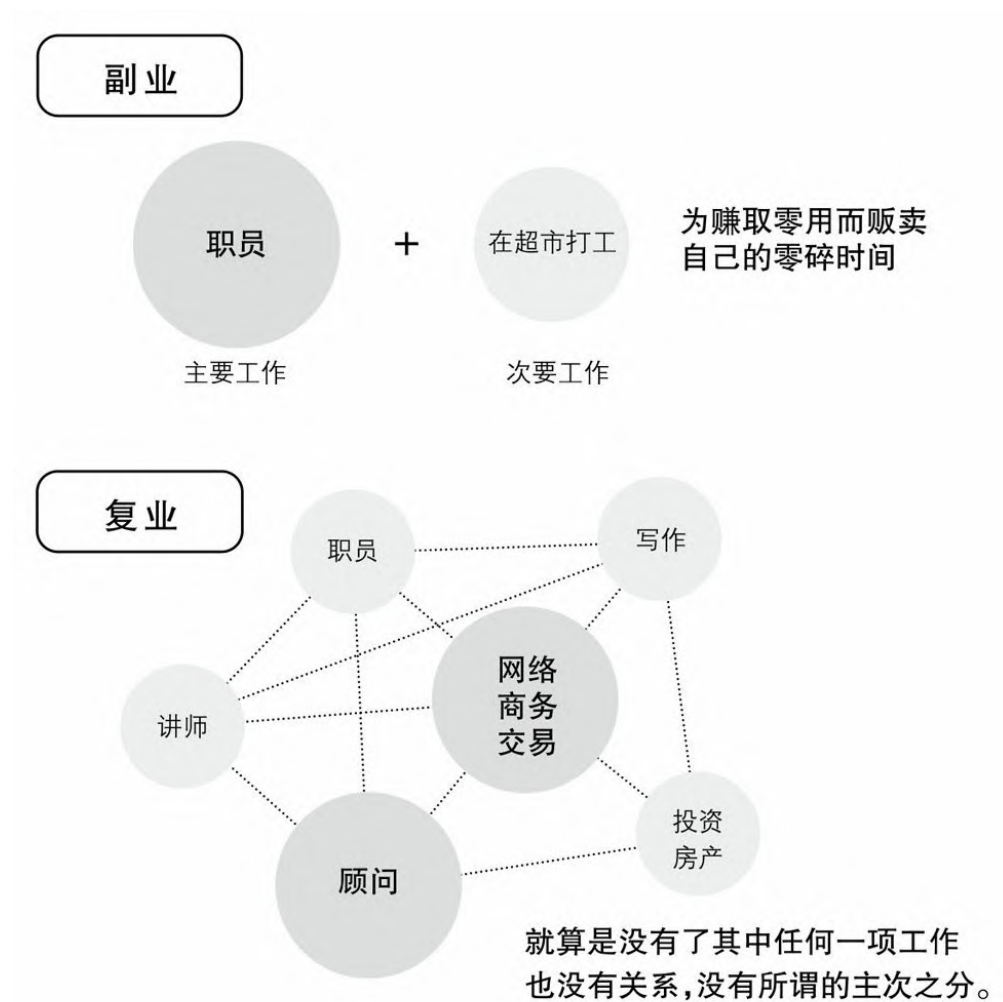 副业
职员
+
在超市打工
为赚取零用而贩卖
自己的零碎时间
主要工作
次要工作
复业
职员
写作
网络
商务
交易
讲师
投资
房产
顾问
就算是没有了其中任何一项工作
也没有关系,没有所谓的主次之分。